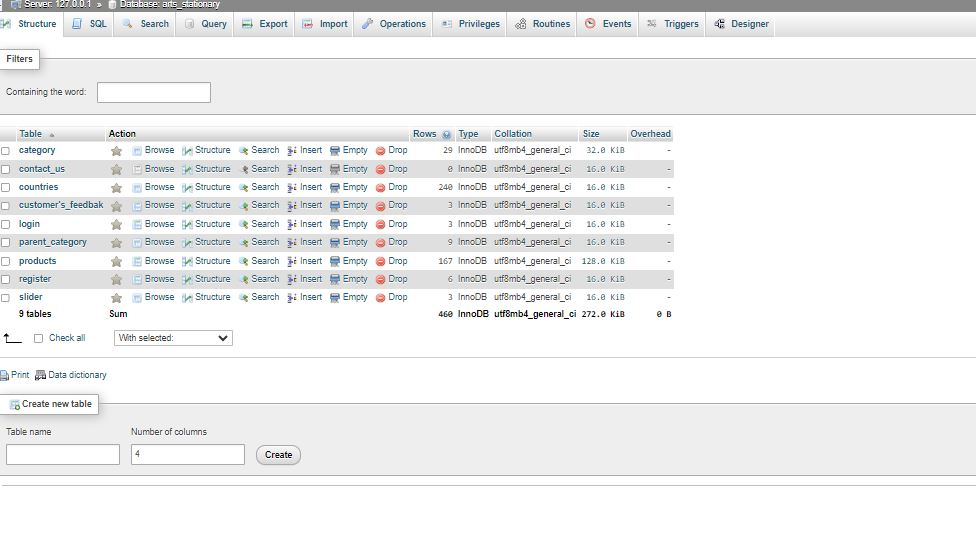 Server: 127.0.0.1 » Database: arts_stationary
Structure SQL Search Query Export Import Operations Privileges Routines Events Triggers Designer
Filters
Containing the word:
Table Action Rows Type Collation Size Overhead
category Browse Structure Search Insert Empty Drop 29 InnoDB utf8mb4_general_ci 32.0 KiB -
contact_us Browse Structure Search Insert Empty Drop 0 InnoDB utf8mb4_general_ci 16.0 KiB -
countries Browse Structure Search Insert Empty Drop 240 InnoDB utf8mb4_general_ci 16.0 KiB -
customer's_feedbak Browse Structure Search Insert Empty Drop 3 InnoDB utf8mb4_general_ci 16.0 KiB -
login Browse Structure Search Insert Empty Drop 3 InnoDB utf8mb4_general_ci 16.0 KiB -
parent_category Browse Structure Search Insert Empty Drop 9 InnoDB utf8mb4_general_ci 16.0 KiB -
products Browse Structure Search Insert Empty Drop 167 InnoDB utf8mb4_general_ci 128.0 KiB -
register Browse Structure Search Insert Empty Drop 6 InnoDB utf8mb4_general_ci 16.0 KiB -
slider Browse Structure Search Insert Empty Drop 3 InnoDB utf8mb4_general_ci 16.0 KiB -
9 tables Sum 460 InnoDB utf8mb4_general_ci 272.0 KiB 0 B
Check all With selected:
Print Data dictionary
Create new table
Table name Number of columns
4 Create